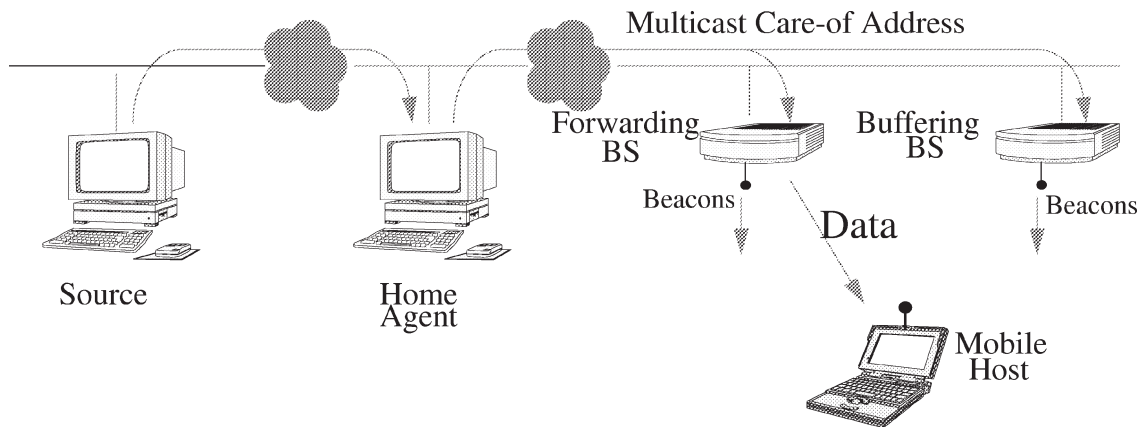 Multicast Care-of Address
Forwarding
BS
Buffering
BS
Beacons
Beacons
Data
Source
Home
Agent
Mobile
Host